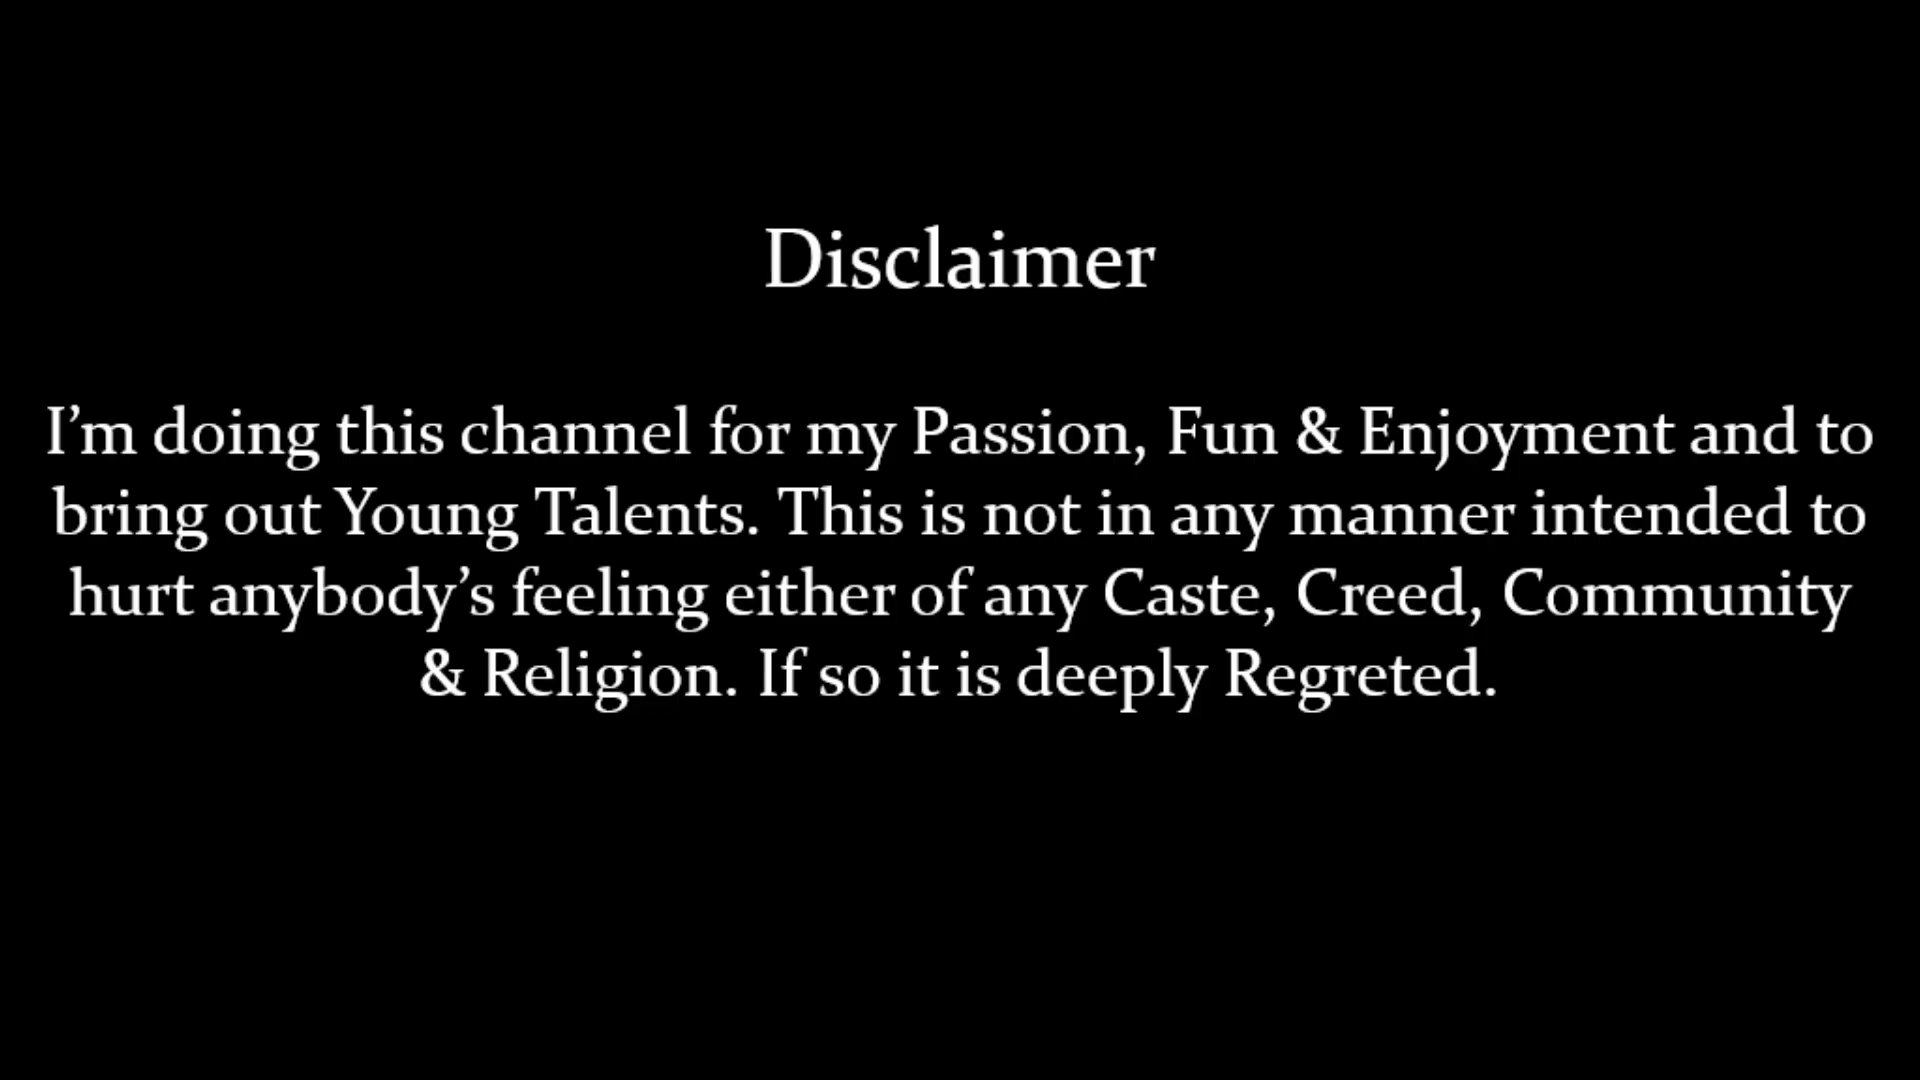 Disclaimer
I’m doing this channel for my Passion, Fun & Enjoyment and to
bring out Young Talents. This is not in any manner intended to
hurt anybody’s feeling either of any Caste, Creed, Community
& Religion. If so it is deeply Regreted.